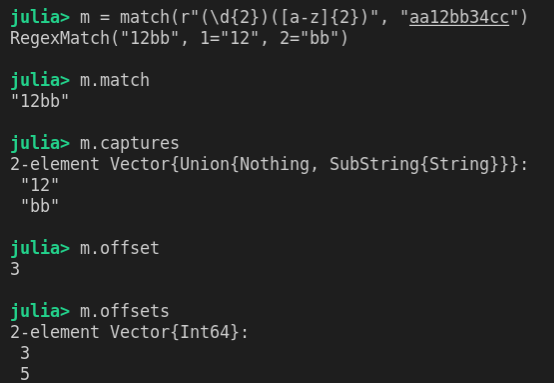 julia> m = match(r"(\d{2})([a-z]{2})", "aa12bb34cc")
RegexMatch("12bb", 1="12", 2="bb")
julia> m.match
"12bb"
julia> m.captures
2-element Vector{Union{Nothing, SubString{String}}}:
"12"
"bb"
julia> m.offset
3
julia> m.offsets
2-element Vector{Int64}:
3
5